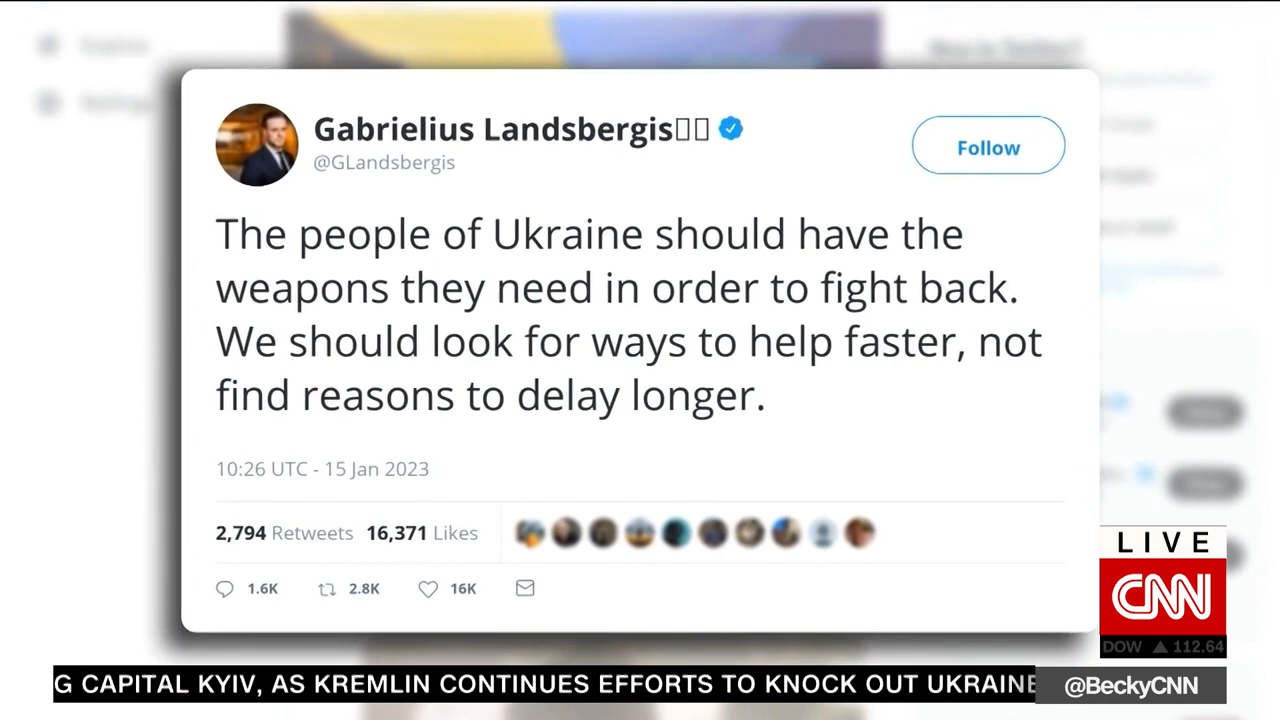 Gabrielius Landsbergis
@GLandsbergis
Follow
The people of Ukraine should have the
weapons they need in order to fight back.
We should look for ways to help faster, not
find reasons to delay longer.
10:26 UTC - 15 Jan 2023
2,794 Retweets 16,371 Likes
1.6K 2.8K 16K
LIVE
CNN
DOW ▲ 112.64
G CAPITAL KYIV, AS KREMLIN CONTINUES EFFORTS TO KNOCK OUT UKRAINE
@BeckyCNN